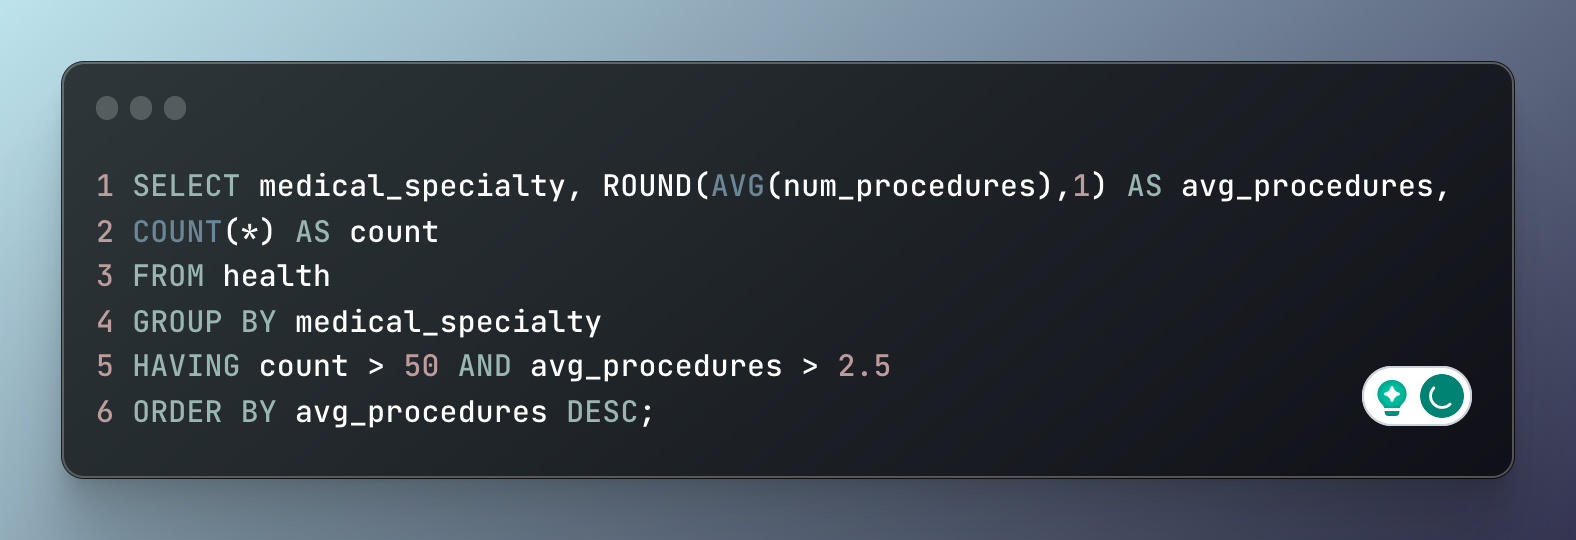 1 SELECT medical_specialty, ROUND(AVG(num_procedures),1) AS avg_procedures,
2 COUNT(*) AS count
3 FROM health
4 GROUP BY medical_specialty
5 HAVING count > 50 AND avg_procedures > 2.5
6 ORDER BY avg_procedures DESC;